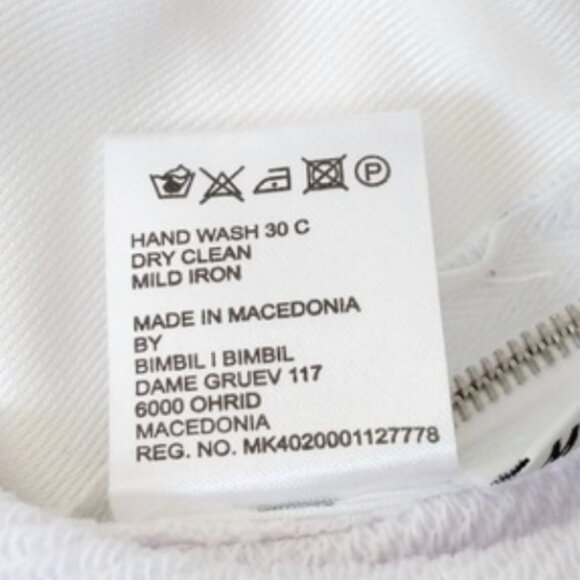 P
HAND WASH 30 C
DRY CLEAN
MILD IRON
MADE IN MACEDONIA
BY
BIMBIL I BIMBIL
DAME GRUEV 117
6000 OHRID
MACEDONIA
REG. NO. MK4020001127778